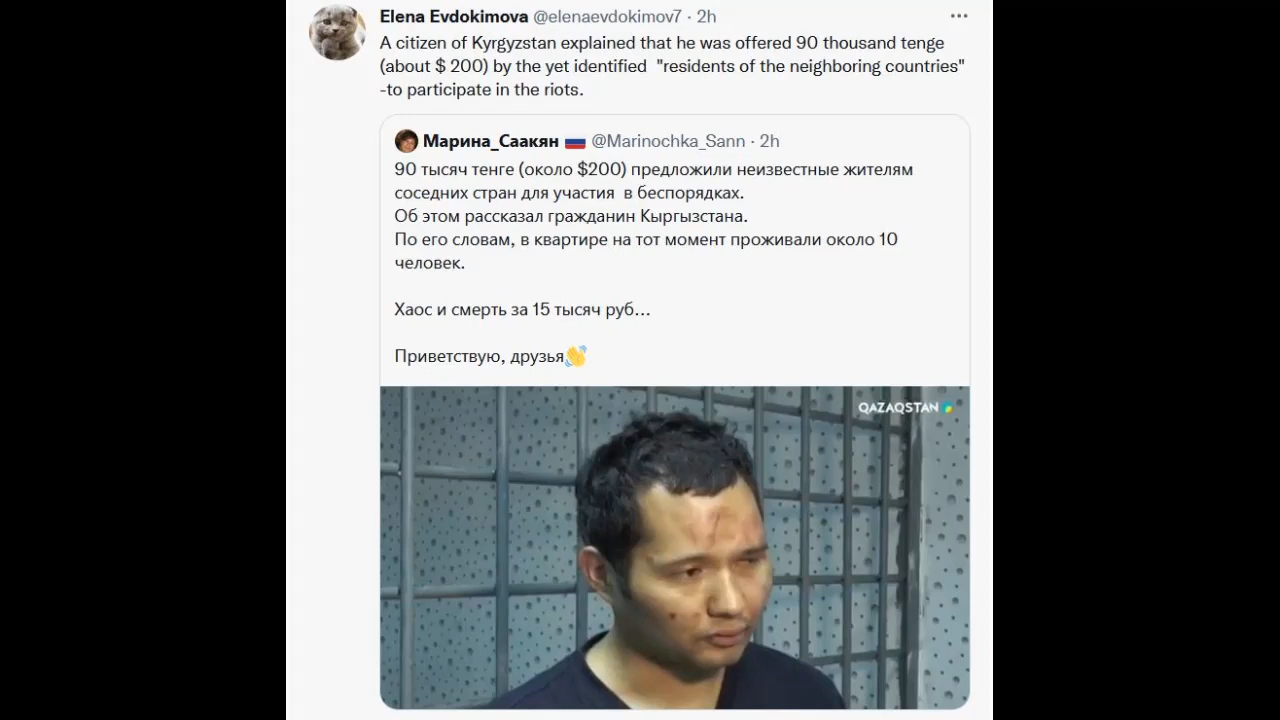 Elena Evdokimova @elenaevdokimov7 · 2h
A citizen of Kyrgyzstan explained that he was offered 90 thousand tenge
(about $ 200) by the yet identified "residents of the neighboring countries"
-to participate in the riots.
Марина_Саакян 🇷🇺 @Marinochka_Sann · 2h
90 тысяч тенге (около $200) предложили неизвестные жителям
соседних стран для участия в беспорядках.
Об этом рассказал гражданин Кыргызстана.
По его словам, в квартире на тот момент проживали около 10
человек.
Хаос и смерть за 15 тысяч руб...
Приветствую, друзья👋
QAZAQSTAN